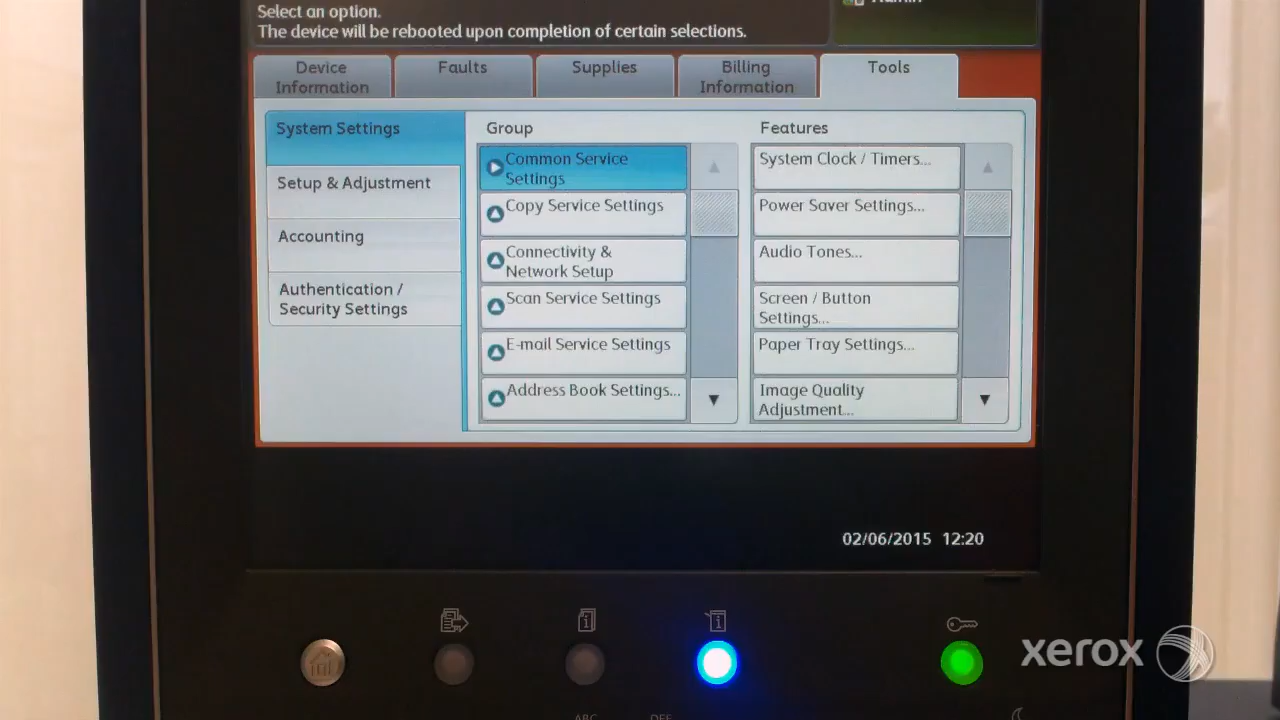 Select an option.
The device will be rebooted upon completion of certain selections.
Admin
Device
Information
Faults
Supplies
Billing
Information
Tools
System Settings
Setup & Adjustment
Accounting
Authentication /
Security Settings
Group
Common Service
Settings
Copy Service Settings
Connectivity &
Network Setup
Scan Service Settings
E-mail Service Settings
Address Book Settings...
Features
System Clock / Timers...
Power Saver Settings...
Audio Tones...
Screen / Button
Settings...
Paper Tray Settings...
Image Quality
Adjustment...
02/06/2015 12:20
xerox
ABC
DEF